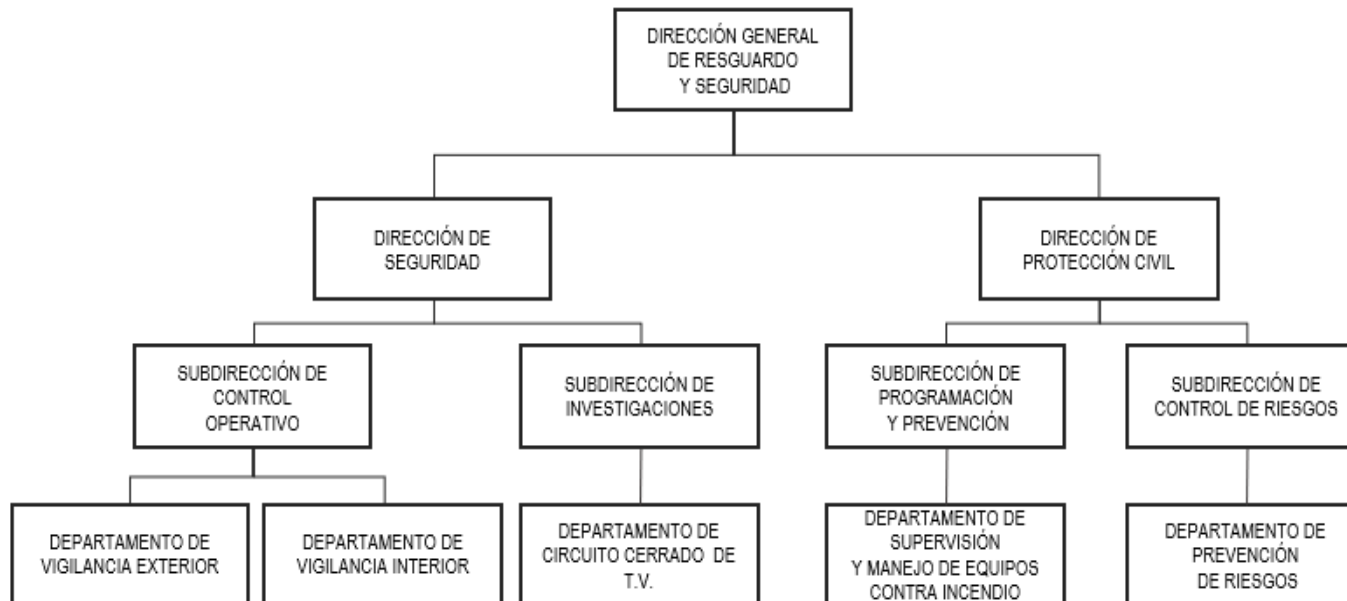 DIRECCIÓN GENERAL
DE RESGUARDO
Y SEGURIDAD
DIRECCIÓN DE
SEGURIDAD
DIRECCIÓN DE
PROTECCIÓN CIVIL
SUBDIRECCIÓN DE
CONTROL
OPERATIVO
SUBDIRECCIÓN DE
INVESTIGACIONES
SUBDIRECCIÓN DE
PROGRAMACIÓN
Y PREVENCIÓN
SUBDIRECCIÓN DE
CONTROL DE RIESGOS
DEPARTAMENTO DE
VIGILANCIA EXTERIOR
DEPARTAMENTO DE
VIGILANCIA INTERIOR
DEPARTAMENTO DE
CIRCUITO CERRADO DE
T.V.
DEPARTAMENTO DE
SUPERVISIÓN
Y MANEJO DE EQUIPOS
CONTRA INCENDIO
DEPARTAMENTO DE
PREVENCIÓN
DE RIESGOS